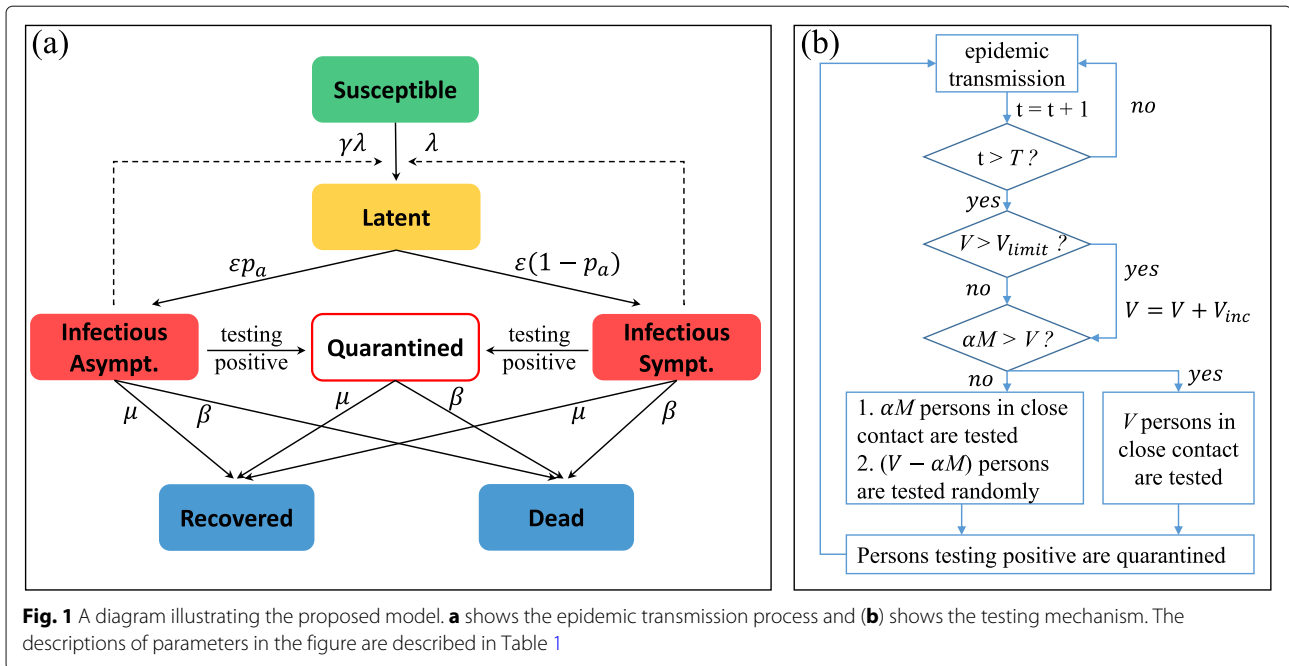 (a)
Susceptible
γλ
λ
Latent
εpₐ
ε(1 − pₐ)
Infectious
Asympt.
testing
positive
Quarantined
testing
positive
Infectious
Sympt.
μ
β
μ
β
μ
β
Recovered
Dead
(b)
epidemic
transmission
t = t + 1
no
t > T ?
yes
V > V_limit ?
yes
no
V = V + V_inc
αM > V ?
no
yes
1. αM persons in close
contact are tested
2. (V − αM) persons
are tested randomly
V persons in
close contact
are tested
Persons testing positive are quarantined
Fig. 1 A diagram illustrating the proposed model. a shows the epidemic transmission process and (b) shows the testing mechanism. The
descriptions of parameters in the figure are described in Table 1